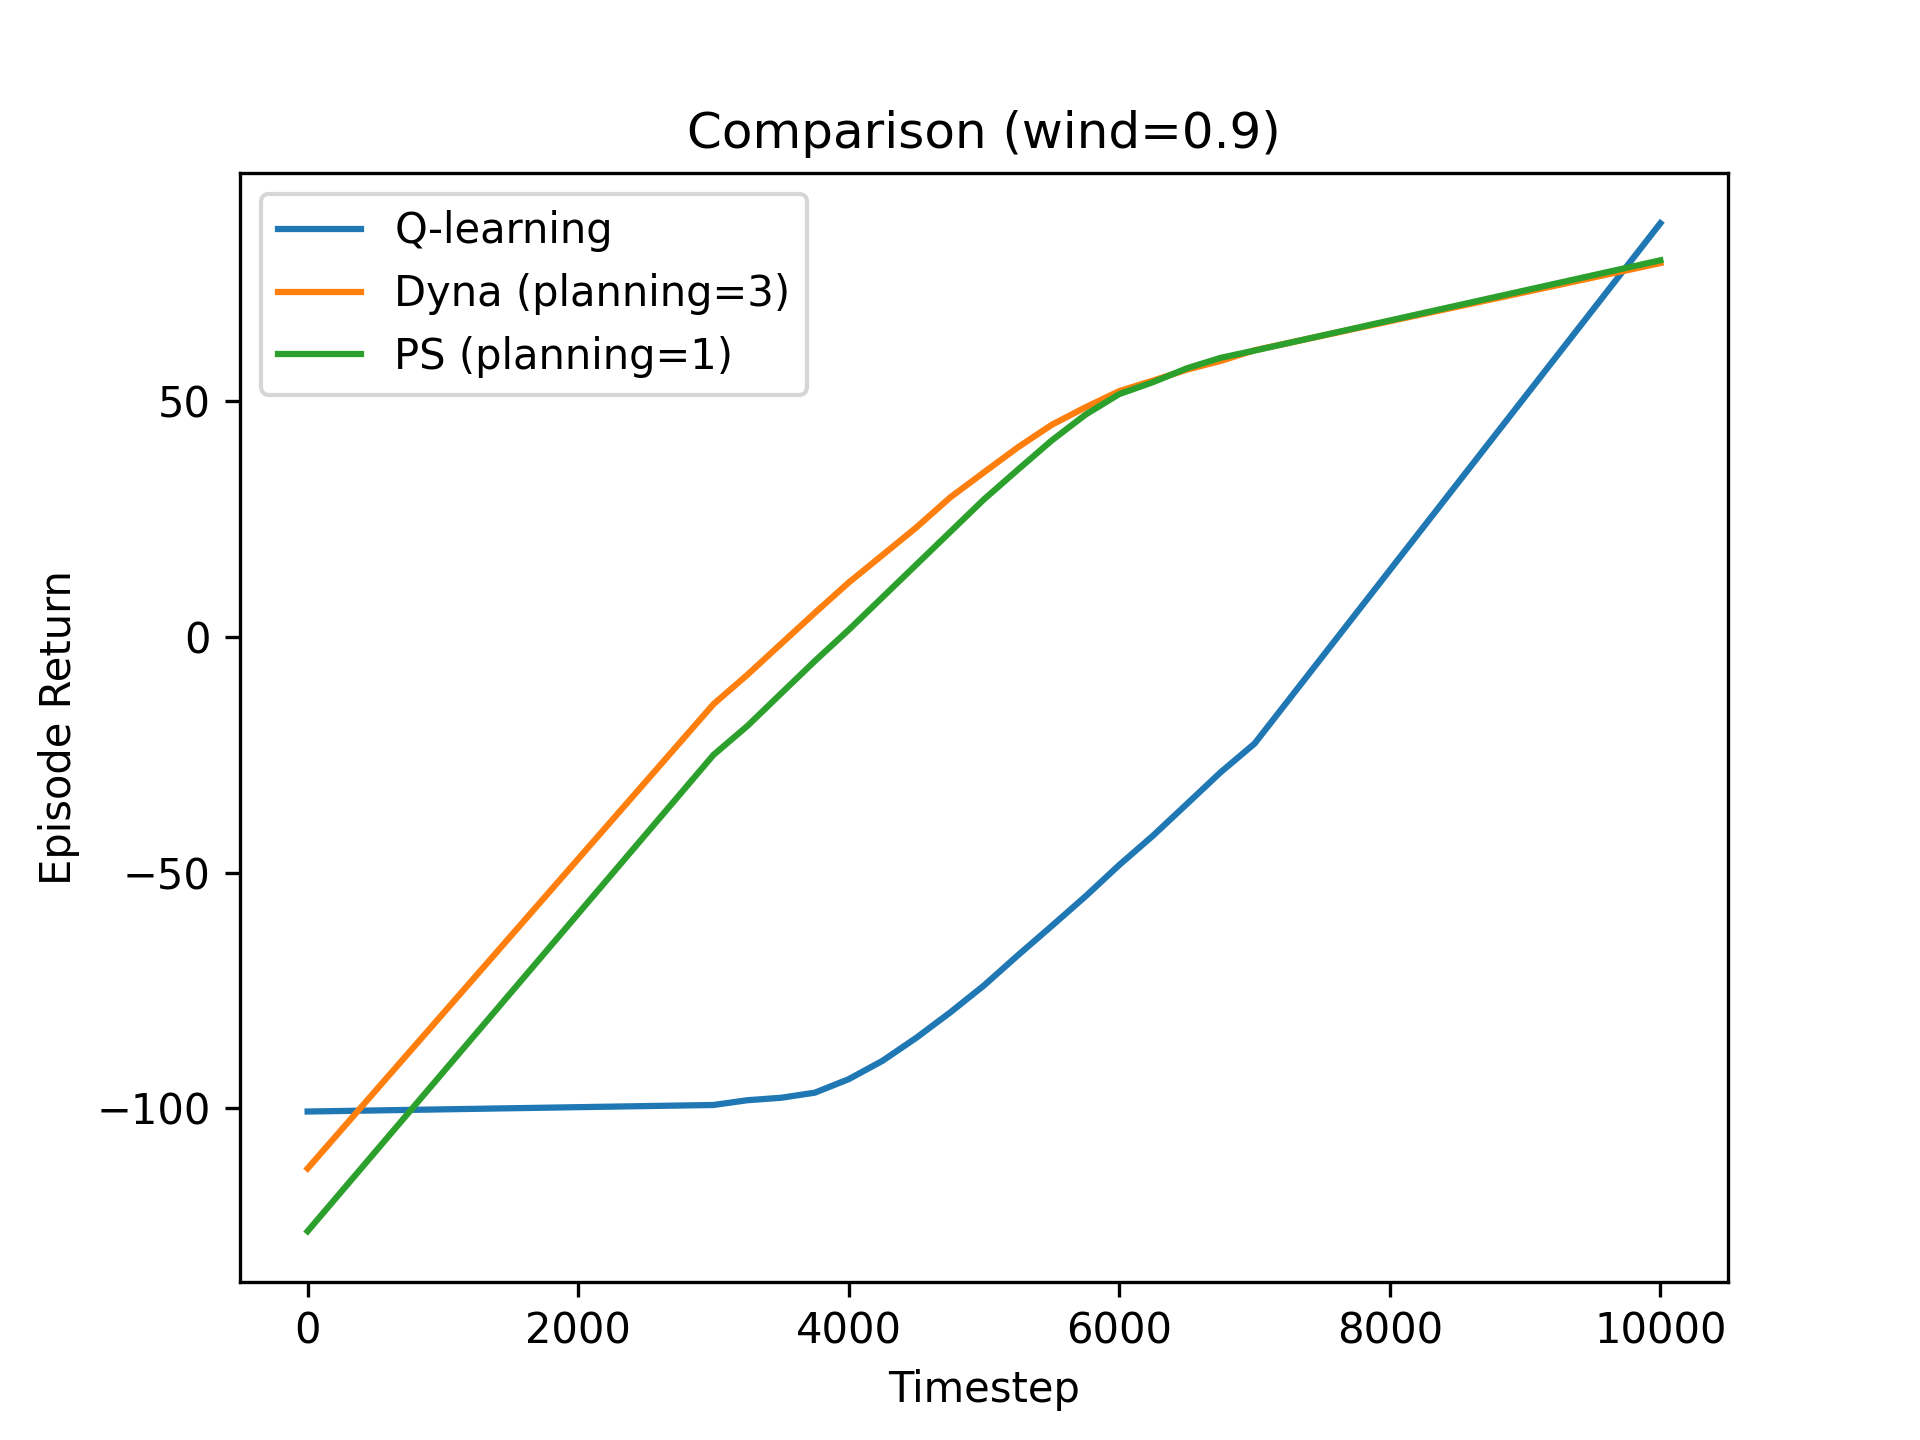 Comparison (wind=0.9)
Q-learning
Dyna (planning=3)
PS (planning=1)
50
0
−50
−100
Episode Return
0 2000 4000 6000 8000 10000
Timestep